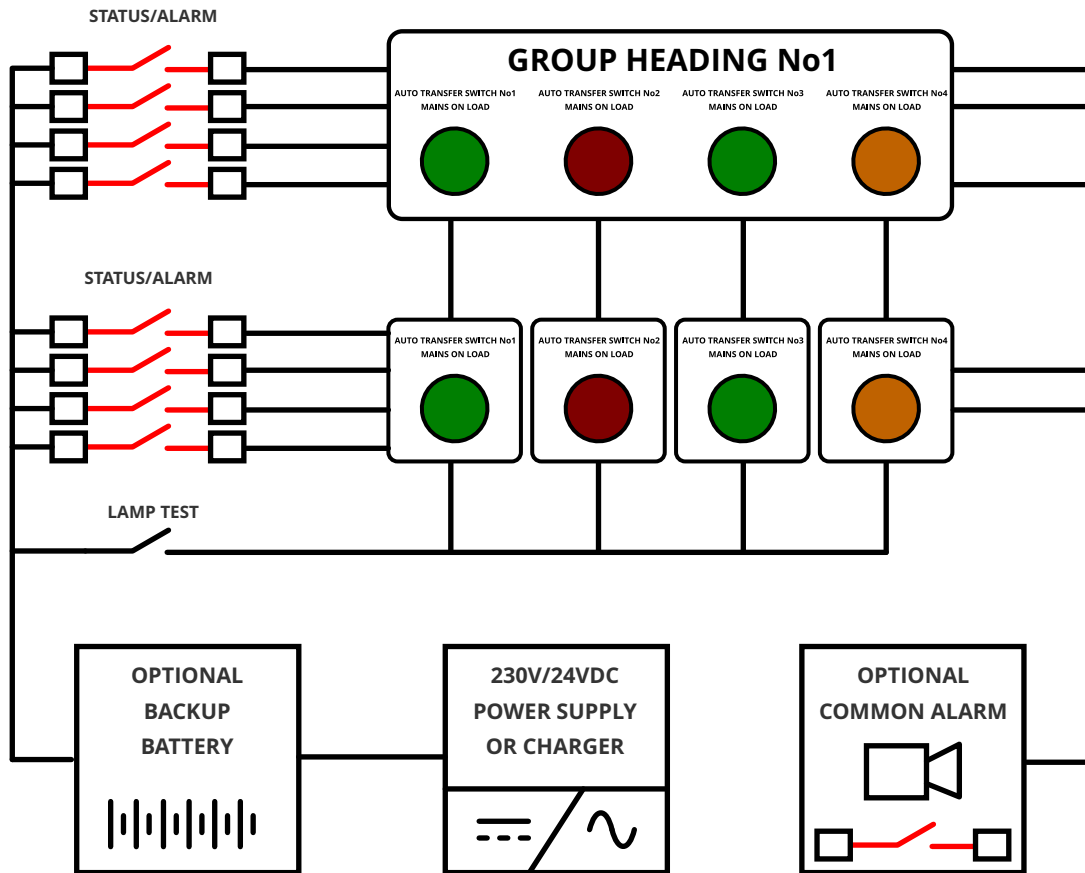 STATUS/ALARM
GROUP HEADING No1
AUTO TRANSFER SWITCH No1
MAINS ON LOAD
AUTO TRANSFER SWITCH No2
MAINS ON LOAD
AUTO TRANSFER SWITCH No3
MAINS ON LOAD
AUTO TRANSFER SWITCH No4
MAINS ON LOAD
STATUS/ALARM
AUTO TRANSFER SWITCH No1
MAINS ON LOAD
AUTO TRANSFER SWITCH No2
MAINS ON LOAD
AUTO TRANSFER SWITCH No3
MAINS ON LOAD
AUTO TRANSFER SWITCH No4
MAINS ON LOAD
LAMP TEST
OPTIONAL
BACKUP
BATTERY
230V/24VDC
POWER SUPPLY
OR CHARGER
OPTIONAL
COMMON ALARM